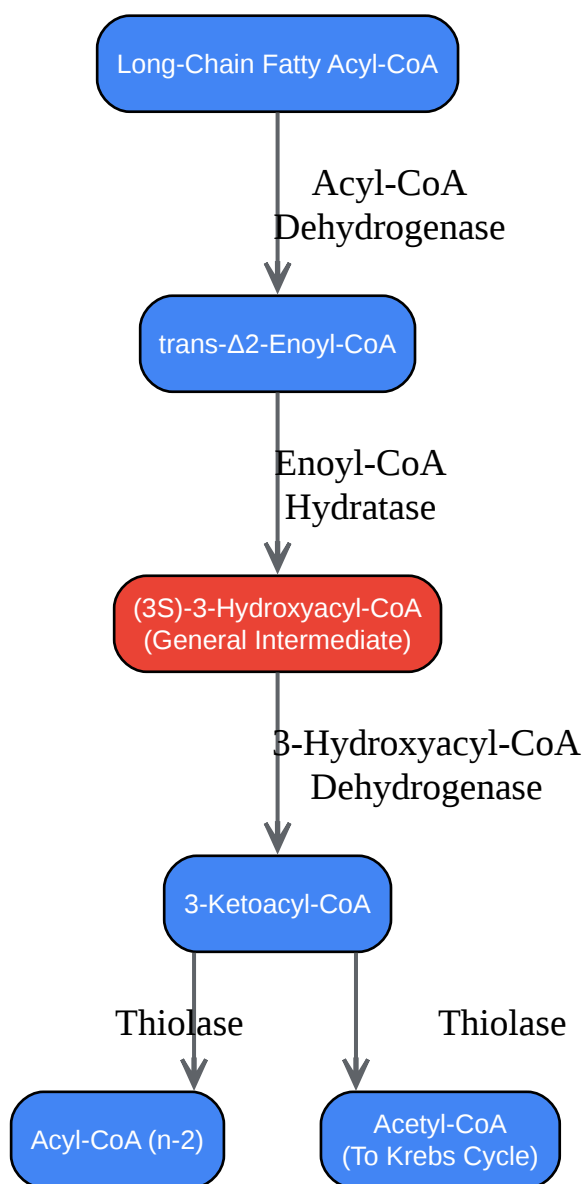 Long-Chain Fatty Acyl-CoA
Acyl-CoA
Dehydrogenase
trans-Δ2-Enoyl-CoA
Enoyl-CoA
Hydratase
(3S)-3-Hydroxyacyl-CoA
(General Intermediate)
3-Hydroxyacyl-CoA
Dehydrogenase
3-Ketoacyl-CoA
Thiolase
Thiolase
Acyl-CoA (n-2)
Acetyl-CoA
(To Krebs Cycle)